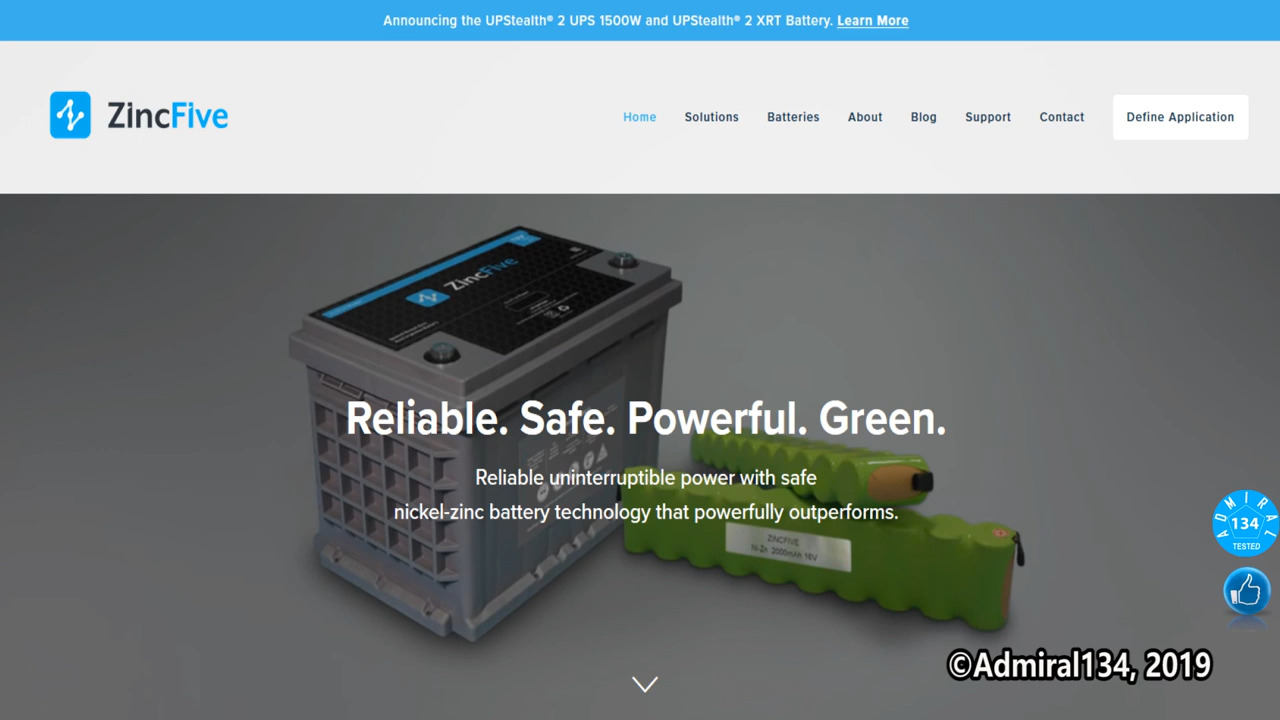 Announcing the UPStealth® 2 UPS 1500W and UPStealth® 2 XRT Battery. Learn More
ZincFive
Home
Solutions
Batteries
About
Blog
Support
Contact
Define Application
ZincFive
Reliable. Safe. Powerful. Green.
Reliable uninterruptible power with safe
nickel-zinc battery technology that powerfully outperforms.
ZINCFIVE
Ni-Zn 2000mAh 16V
ADMIRAL
134
TESTED
©Admiral134, 2019